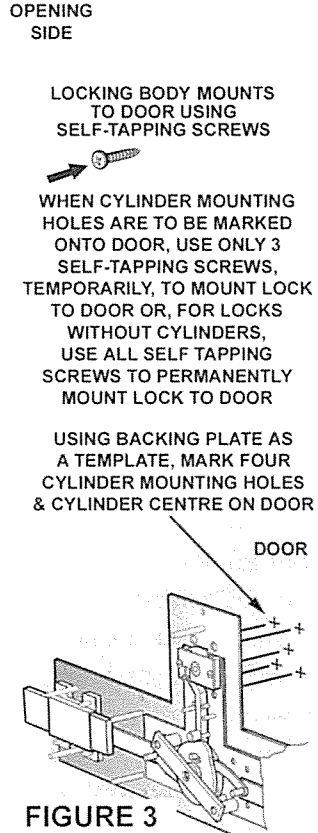 OPENING
SIDE
LOCKING BODY MOUNTS
TO DOOR USING
SELF-TAPPING SCREWS
WHEN CYLINDER MOUNTING
HOLES ARE TO BE MARKED
ONTO DOOR, USE ONLY 3
SELF-TAPPING SCREWS,
TEMPORARILY, TO MOUNT LOCK
TO DOOR OR, FOR LOCKS
WITHOUT CYLINDERS,
USE ALL SELF TAPPING
SCREWS TO PERMANENTLY
MOUNT LOCK TO DOOR
USING BACKING PLATE AS
A TEMPLATE, MARK FOUR
CYLINDER MOUNTING HOLES
& CYLINDER CENTRE ON DOOR
DOOR
FIGURE 3